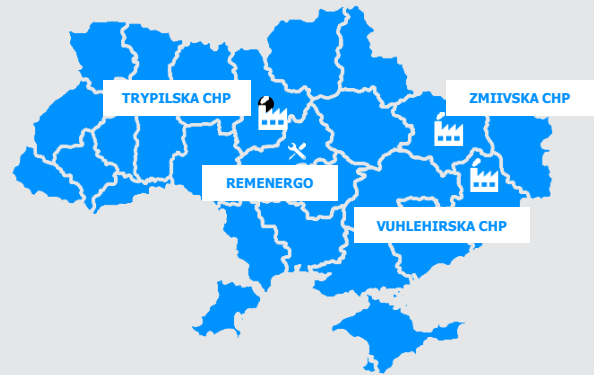 TRYPILSKA CHP
ZMIIVSKA CHP
REMENERGO
VUHLEHIRSKA CHP